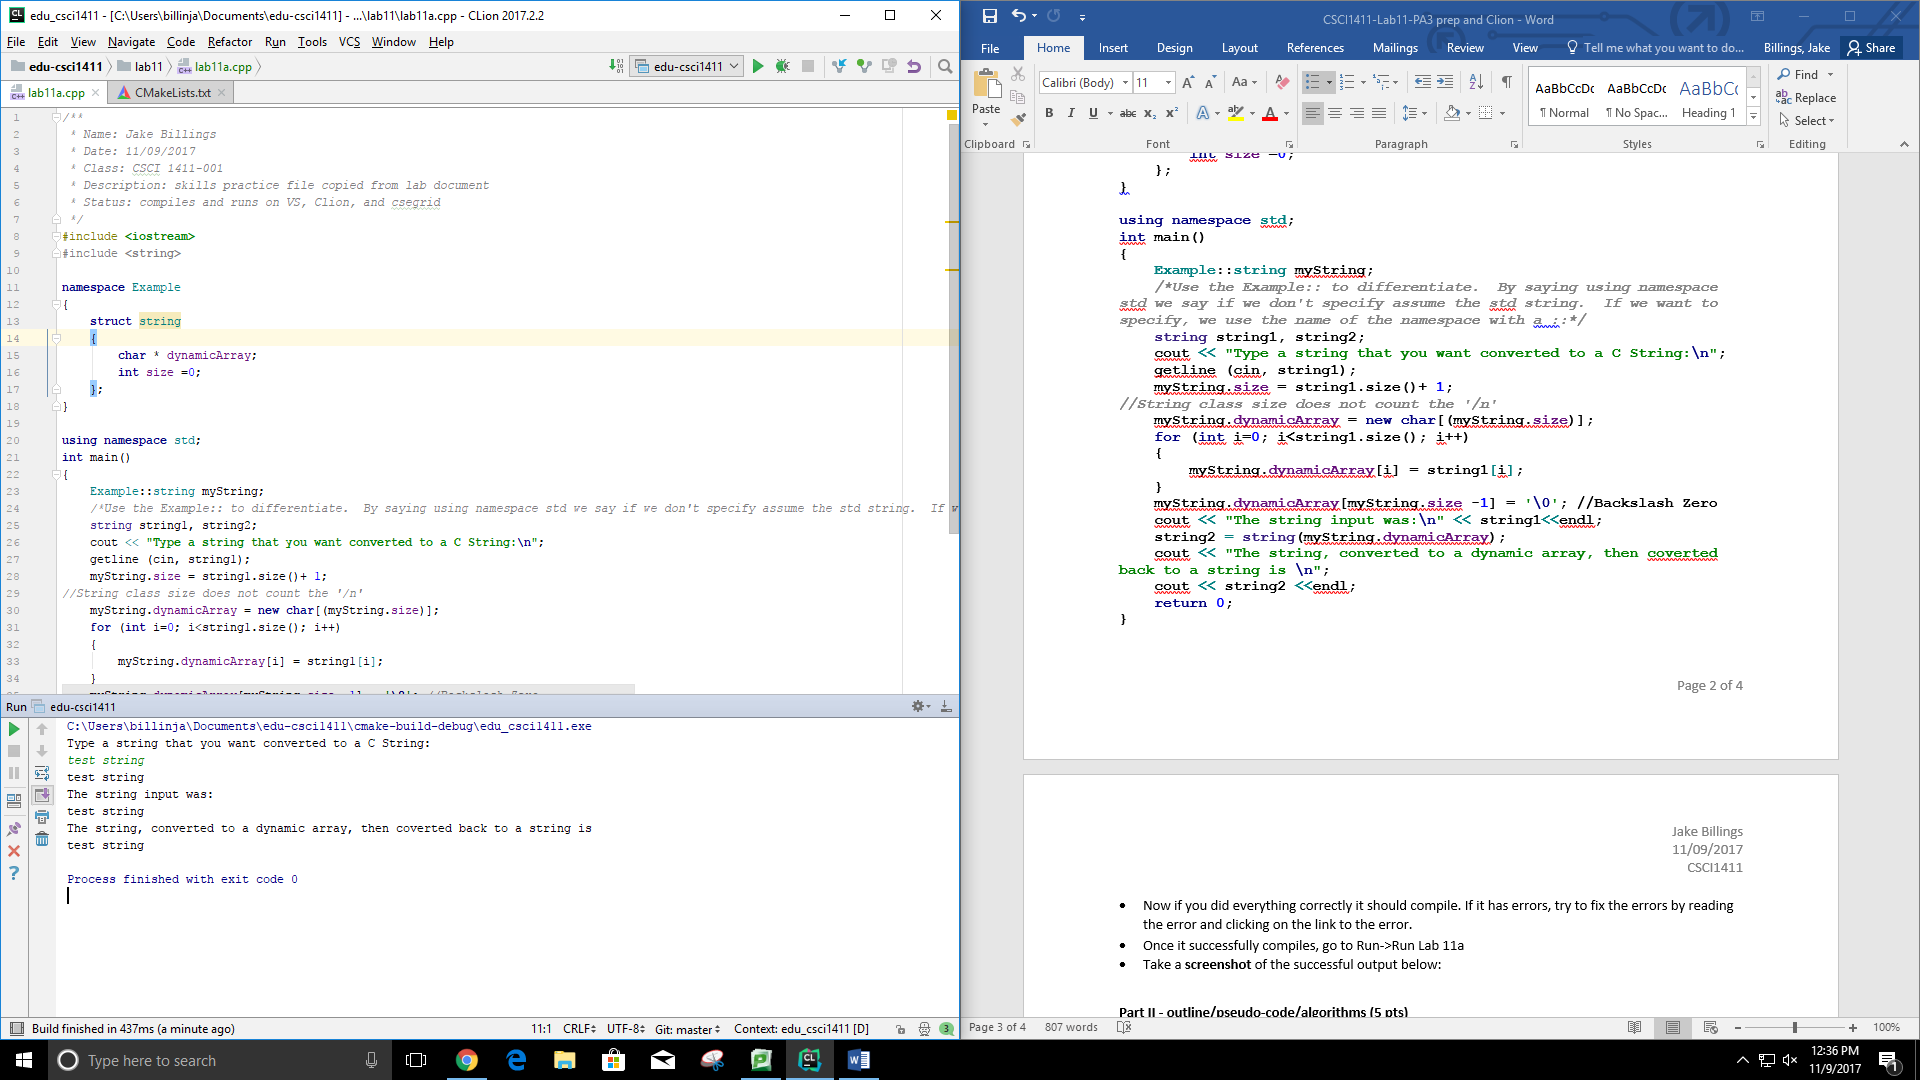 edu_csci1411 - [C:\Users\billinja\Documents\edu-csci1411] - ...\lab11\lab11a.cpp - CLion 2017.2.2
File Edit View Navigate Code Refactor Run Tools VCS Window Help
edu-csci1411 lab11 lab11a.cpp edu-csci1411
lab11a.cpp CMakeLists.txt
1 /**
2 * Name: Jake Billings
3 * Date: 11/09/2017
4 * Class: CSCI 1411-001
5 * Description: skills practice file copied from lab document
6 * Status: compiles and runs on VS, Clion, and csegrid
7 */
8 #include <iostream>
9 #include <string>
10
11 namespace Example
12 {
13 struct string
14 {
15 char * dynamicArray;
16 int size =0;
17 };
18 }
19
20 using namespace std;
21 int main()
22 {
23 Example::string myString;
24 /*Use the Example:: to differentiate.  By saying using namespace std we say if we don't specify assume the std string.  If w
25 string string1, string2;
26 cout << "Type a string that you want converted to a C String:\n";
27 getline (cin, string1);
28 myString.size = string1.size()+ 1;
29 //String class size does not count the '/n'
30 myString.dynamicArray = new char[(myString.size)];
31 for (int i=0; i<string1.size(); i++)
32 {
33 myString.dynamicArray[i] = string1[i];
34 }
Run edu-csci1411
C:\Users\billinja\Documents\edu-csci1411\cmake-build-debug\edu_csci1411.exe
Type a string that you want converted to a C String:
test string
test string
The string input was:
test string
The string, converted to a dynamic array, then coverted back to a string is
test string
Process finished with exit code 0
Build finished in 437ms (a minute ago) 11:1 CRLF UTF-8 Git: master Context: edu_csci1411 [D] 3
CSCI1411-Lab11-PA3 prep and Clion - Word
File Home Insert Design Layout References Mailings Review View Tell me what you want to do... Billings, Jake Share
Paste Calibri (Body) 11 A A Aa
B I U abc x₂ x² A A
AaBbCcDc AaBbCcDc AaBbCc
¶ Normal ¶ No Spac... Heading 1
Find
Replace
Select
Clipboard Font Paragraph Styles Editing
int size =0;
};
}
using namespace std;
int main()
{
Example::string myString;
/*Use the Example:: to differentiate.  By saying using namespace
std we say if we don't specify assume the std string.  If we want to
specify, we use the name of the namespace with a ::*/
string string1, string2;
cout << "Type a string that you want converted to a C String:\n";
getline (cin, string1);
myString.size = string1.size()+ 1;
//String class size does not count the '/n'
myString.dynamicArray = new char[(myString.size)];
for (int i=0; i<string1.size(); i++)
{
myString.dynamicArray[i] = string1[i];
}
myString.dynamicArray[myString.size -1] = '\0'; //Backslash Zero
cout << "The string input was:\n" << string1<<endl;
string2 = string(myString.dynamicArray);
cout << "The string, converted to a dynamic array, then coverted
back to a string is \n";
cout << string2 <<endl;
return 0;
}
Page 2 of 4
Jake Billings
11/09/2017
CSCI1411
• Now if you did everything correctly it should compile. If it has errors, try to fix the errors by reading
the error and clicking on the link to the error.
• Once it successfully compiles, go to Run->Run Lab 11a
• Take a screenshot of the successful output below:
Part II - outline/pseudo-code/algorithms (5 pts)
Page 3 of 4 807 words 100%
Type here to search
12:36 PM
11/9/2017
1